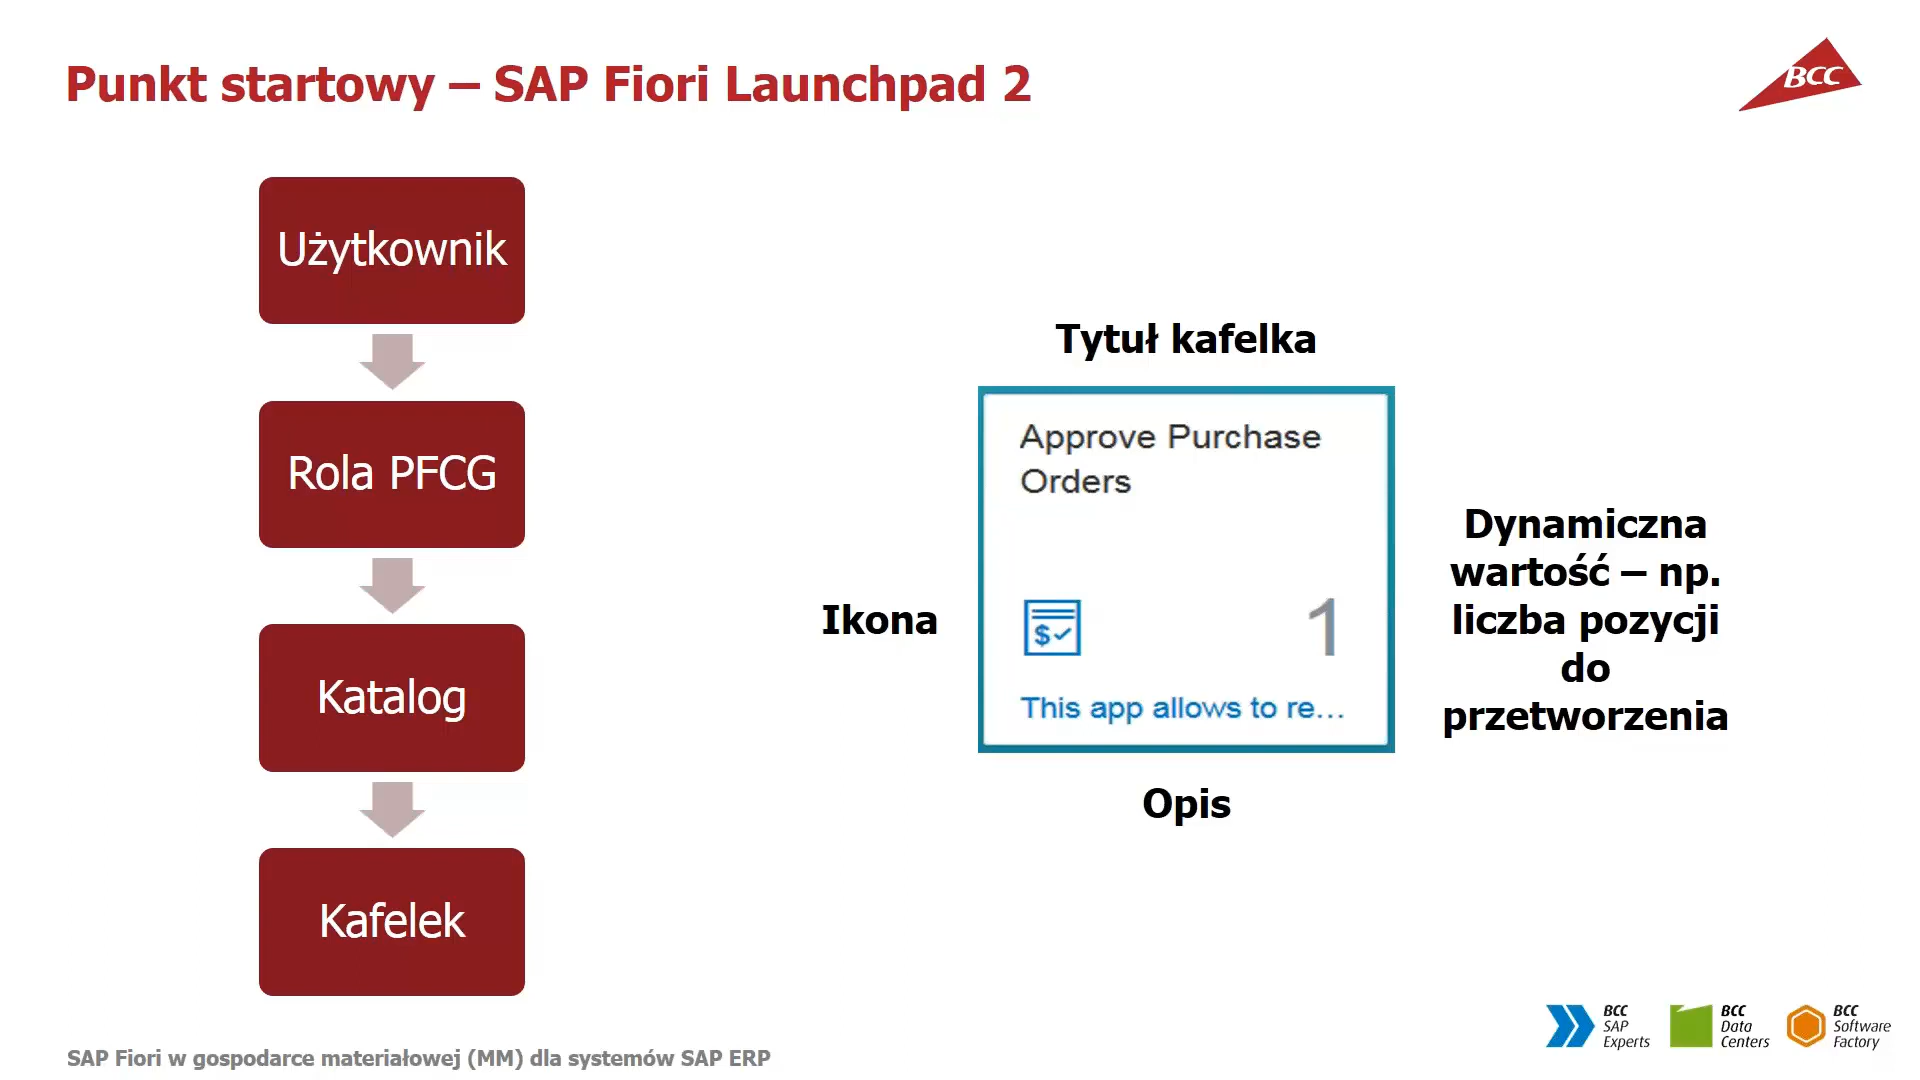 Punkt startowy – SAP Fiori Launchpad 2
BCC
Użytkownik
Rola PFCG
Katalog
Kafelek
Tytuł kafelka
Approve Purchase
Orders
Ikona
$
1
This app allows to re...
Dynamiczna
wartość – np.
liczba pozycji
do
przetworzenia
Opis
SAP Fiori w gospodarce materiałowej (MM) dla systemów SAP ERP
BCC
SAP
Experts
BCC
Data
Centers
BCC
Software
Factory